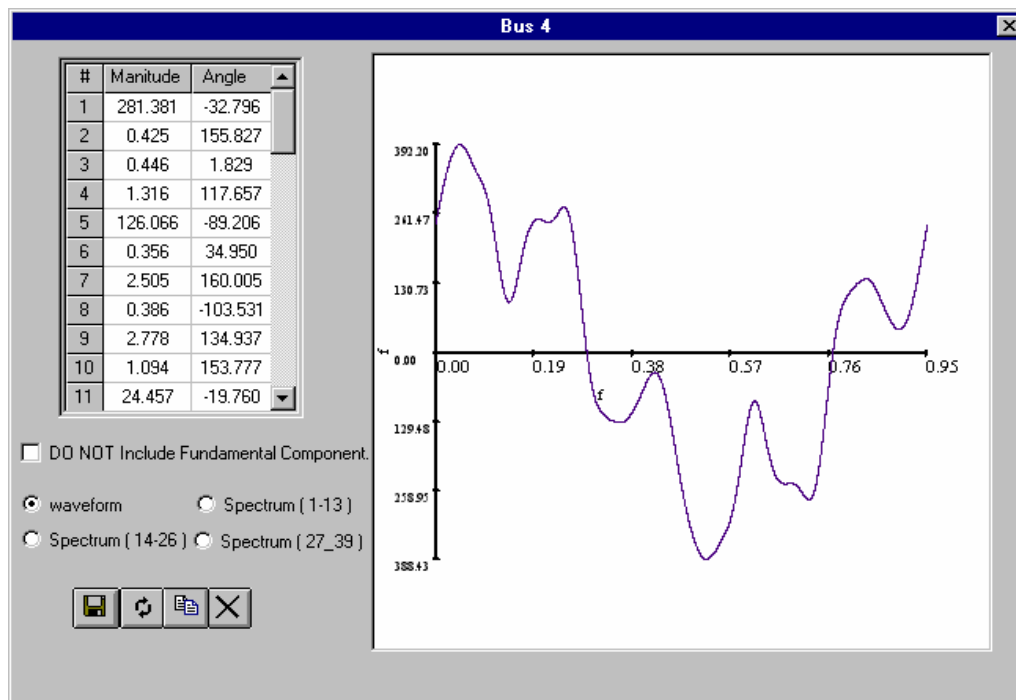 Bus 4
# Manitude Angle
1 281.381 -32.796
2 0.425 155.827
3 0.446 1.829
4 1.316 117.657
5 126.066 -89.206
6 0.356 34.950
7 2.505 160.005
8 0.386 -103.531
9 2.778 134.937
10 1.094 153.777
11 24.457 -19.760
DO NOT Include Fundamental Component.
waveform
Spectrum ( 1-13 )
Spectrum ( 14-26 )
Spectrum ( 27_39 )
392.20
261.47
130.73
f
0.00
0.00 0.19 0.38 0.57 0.76 0.95
f
129.48
258.95
388.43